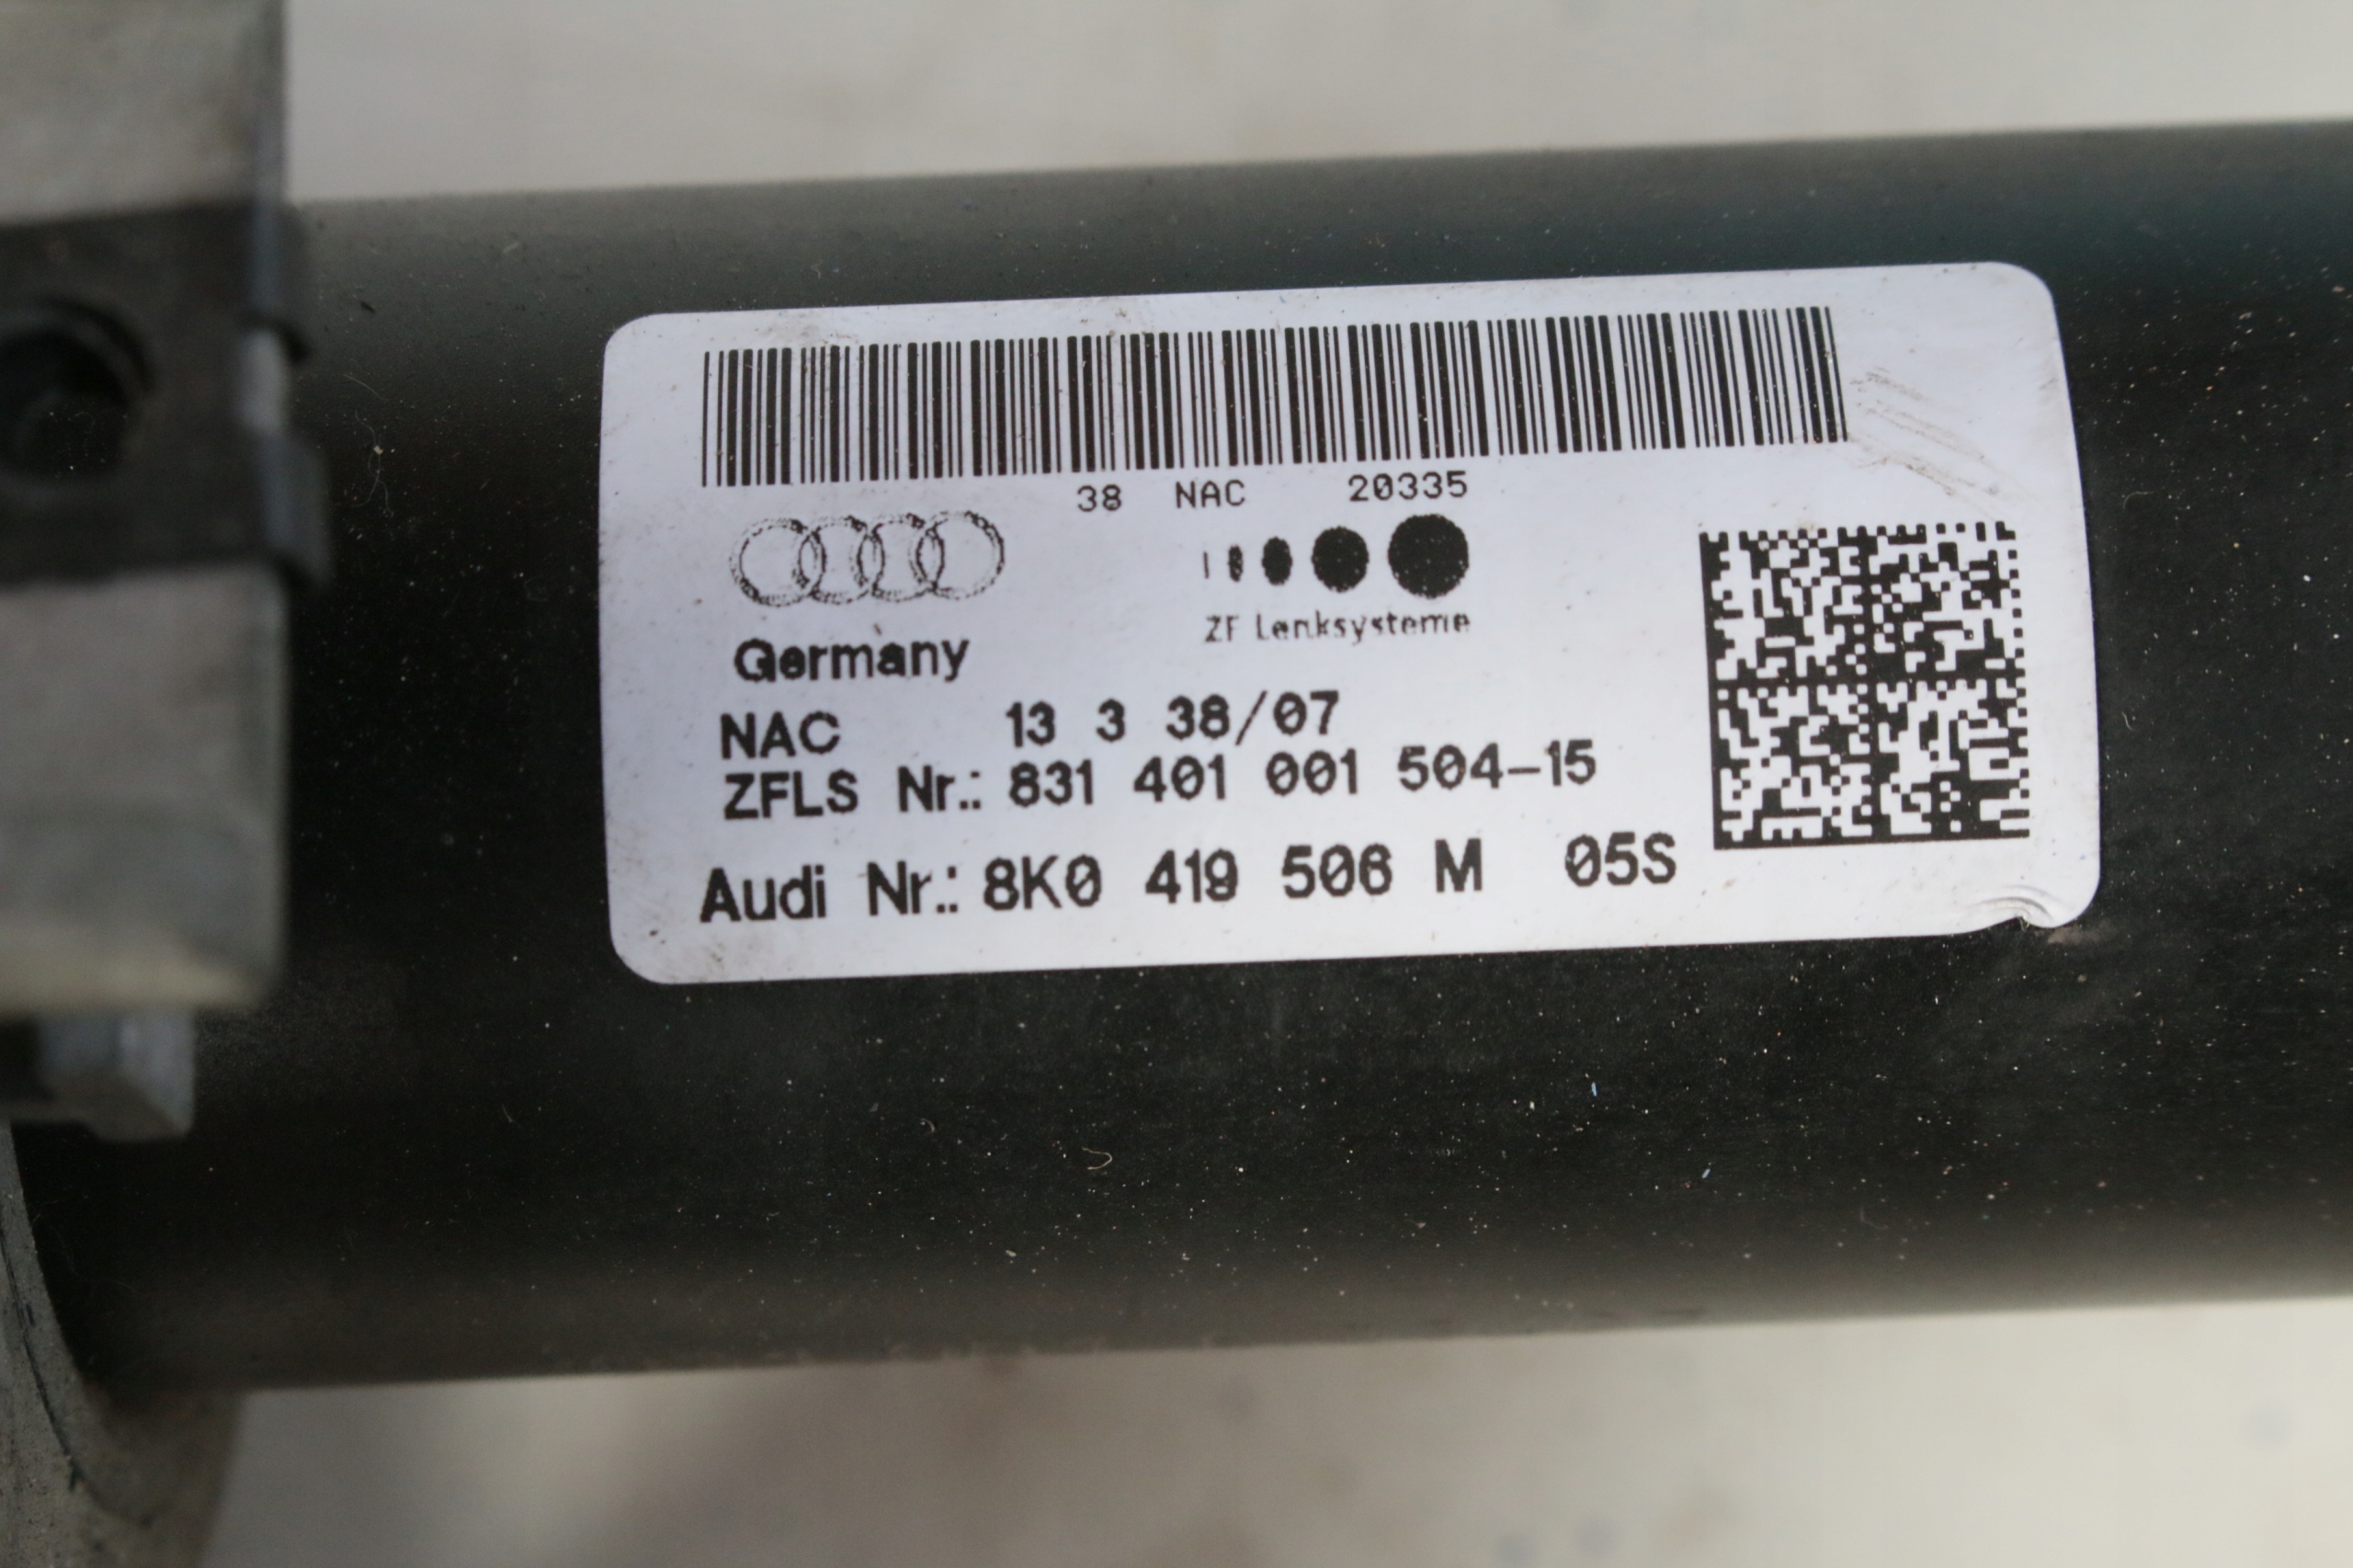 38 NAC 20335
ZF Lenksysteme
Germany
NAC 13 3 38/07
ZFLS Nr.: 831 401 001 504-15
Audi Nr.: 8K0 419 506 M 05S